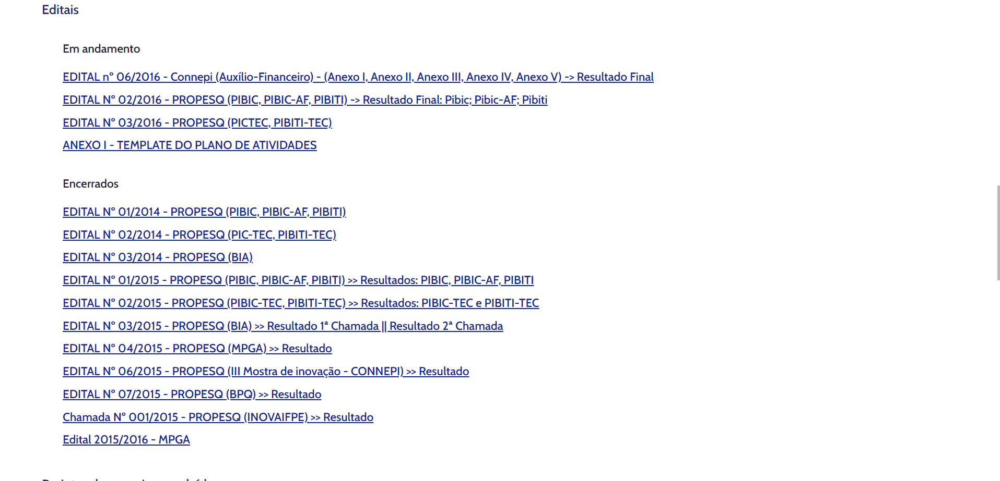 Editais
Em andamento
EDITAL nº 06/2016 - Connepi (Auxílio-Financeiro) - (Anexo I, Anexo II, Anexo III, Anexo IV, Anexo V) -> Resultado Final
EDITAL Nº 02/2016 - PROPESQ (PIBIC, PIBIC-AF, PIBITI) -> Resultado Final: Pibic; Pibic-AF; Pibiti
EDITAL Nº 03/2016 - PROPESQ (PICTEC, PIBITI-TEC)
ANEXO I - TEMPLATE DO PLANO DE ATIVIDADES
Encerrados
EDITAL Nº 01/2014 - PROPESQ (PIBIC, PIBIC-AF, PIBITI)
EDITAL Nº 02/2014 - PROPESQ (PIC-TEC, PIBITI-TEC)
EDITAL Nº 03/2014 - PROPESQ (BIA)
EDITAL Nº 01/2015 - PROPESQ (PIBIC, PIBIC-AF, PIBITI) >> Resultados: PIBIC, PIBIC-AF, PIBITI
EDITAL Nº 02/2015 - PROPESQ (PIBIC-TEC, PIBITI-TEC) >> Resultados: PIBIC-TEC e PIBITI-TEC
EDITAL Nº 03/2015 - PROPESQ (BIA) >> Resultado 1ª Chamada || Resultado 2ª Chamada
EDITAL Nº 04/2015 - PROPESQ (MPGA) >> Resultado
EDITAL Nº 06/2015 - PROPESQ (III Mostra de inovação - CONNEPI) >> Resultado
EDITAL Nº 07/2015 - PROPESQ (BPQ) >> Resultado
Chamada Nº 001/2015 - PROPESQ (INOVAIFPE) >> Resultado
Edital 2015/2016 - MPGA